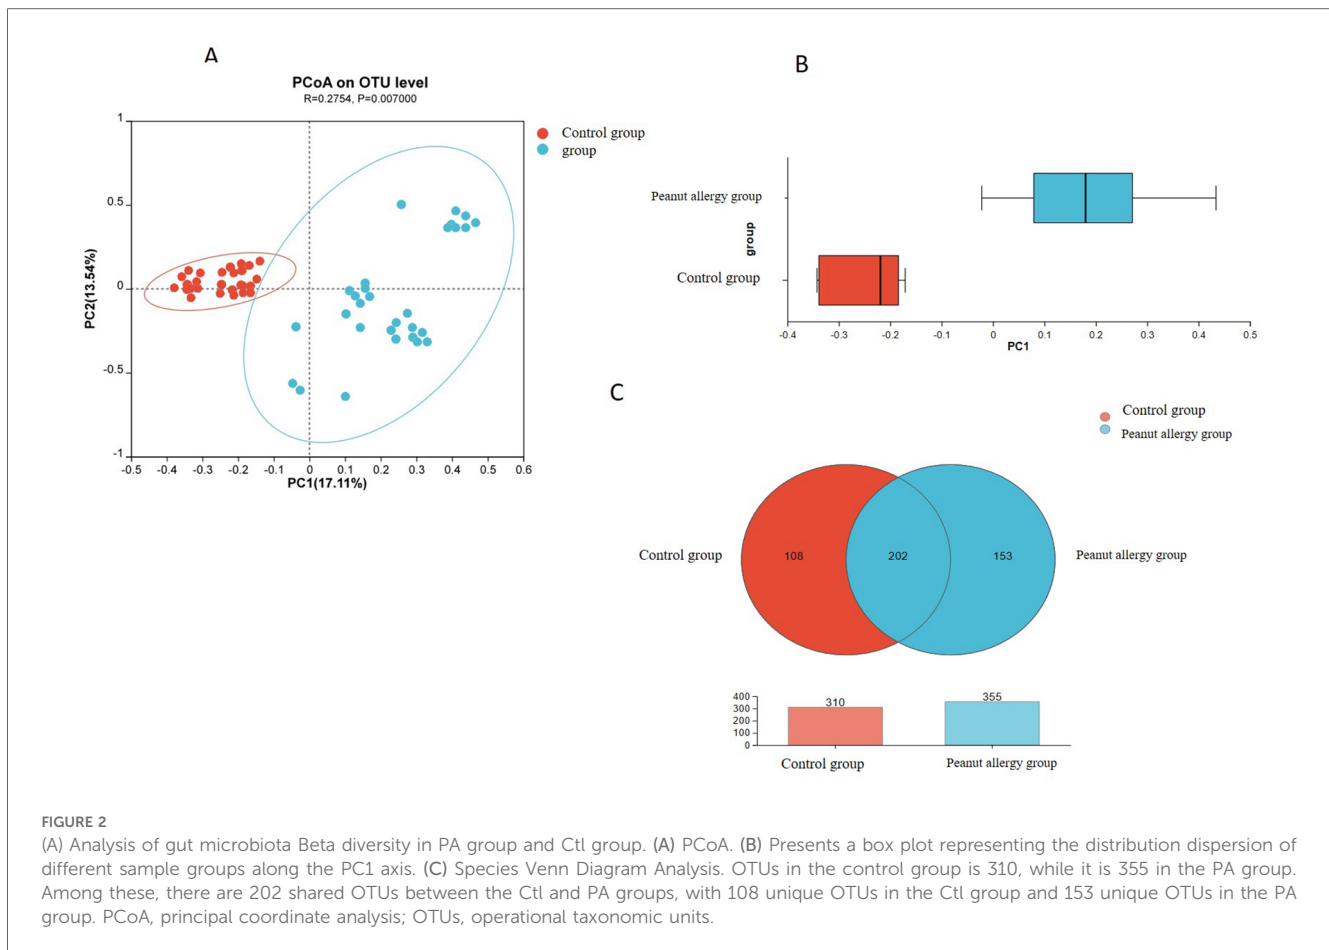 A
PCoA on OTU level
R=0.2754, P=0.007000
1
0.5
0
-0.5
-1
PC2(13.54%)
-0.5 -0.4 -0.3 -0.2 -0.1 0 0.1 0.2 0.3 0.4 0.5 0.6
PC1(17.11%)
Control group
group
B
Peanut allergy group
Control group
group
-0.4 -0.3 -0.2 -0.1 0 0.1 0.2 0.3 0.4 0.5
PC1
C
Control group
Peanut allergy group
Control group
108 202 153
Peanut allergy group
400
300
200
100
0
310 355
Control group Peanut allergy group
FIGURE 2
(A) Analysis of gut microbiota Beta diversity in PA group and Ctl group. (A) PCoA. (B) Presents a box plot representing the distribution dispersion of
different sample groups along the PC1 axis. (C) Species Venn Diagram Analysis. OTUs in the control group is 310, while it is 355 in the PA group.
Among these, there are 202 shared OTUs between the Ctl and PA groups, with 108 unique OTUs in the Ctl group and 153 unique OTUs in the PA
group. PCoA, principal coordinate analysis; OTUs, operational taxonomic units.